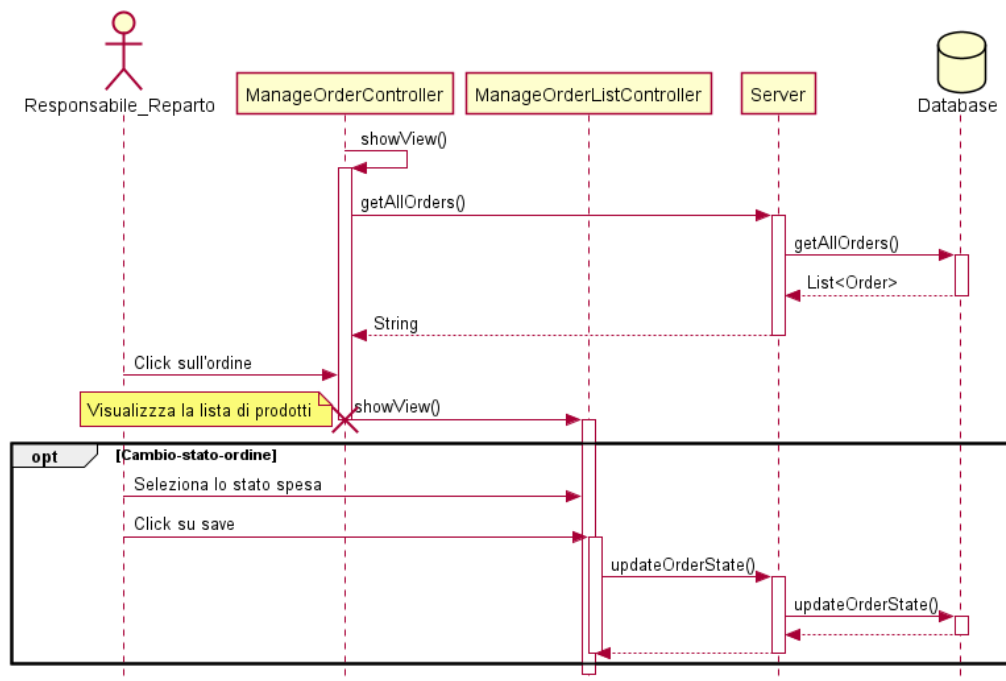 Responsabile_Reparto
ManageOrderController
ManageOrderListController
Server
Database
showView()
getAllOrders()
getAllOrders()
List<Order>
String
Click sull'ordine
Visualizzza la lista di prodotti
showView()
opt
[Cambio-stato-ordine]
Seleziona lo stato spesa
Click su save
updateOrderState()
updateOrderState()